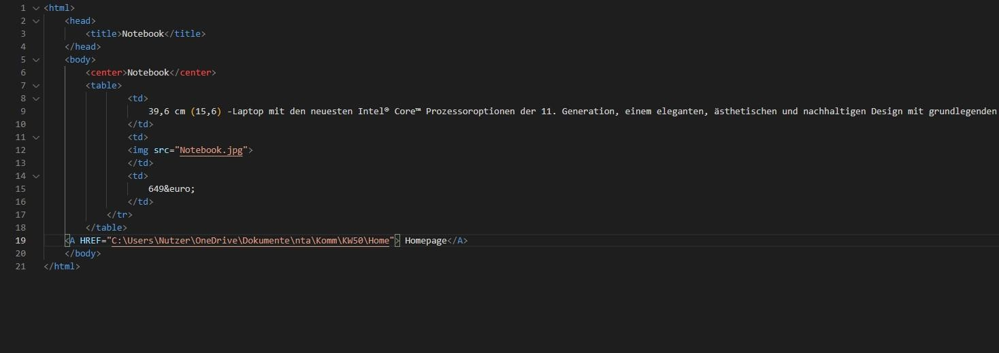 1 <html>
2 <head>
3 <title>Notebook</title>
4 </head>
5 <body>
6 <center>Notebook</center>
7 <table>
8 <td>
9 39,6 cm (15,6) -Laptop mit den neuesten Intel® Core™ Prozessoroptionen der 11. Generation, einem eleganten, ästhetischen und nachhaltigen Design mit grundlegenden
10 </td>
11 <td>
12 <img src="Notebook.jpg">
13 </td>
14 <td>
15 649&euro;
16 </td>
17 </tr>
18 </table>
19 <A HREF="C:\Users\Nutzer\OneDrive\Dokumente\nta\Komm\KW50\Home"> Homepage</A>
20 </body>
21 </html>